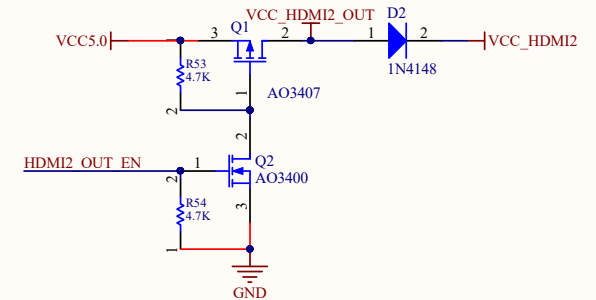 Q1
VCC_HDMI2_OUT
D2
VCC5.0
3
2
1
2
VCC_HDMI2
R53
4.7K
1N4148
1
AO3407
2
2
HDMI2_OUT_EN
1
Q2
2
AO3400
R54
4.7K
3
1
GND